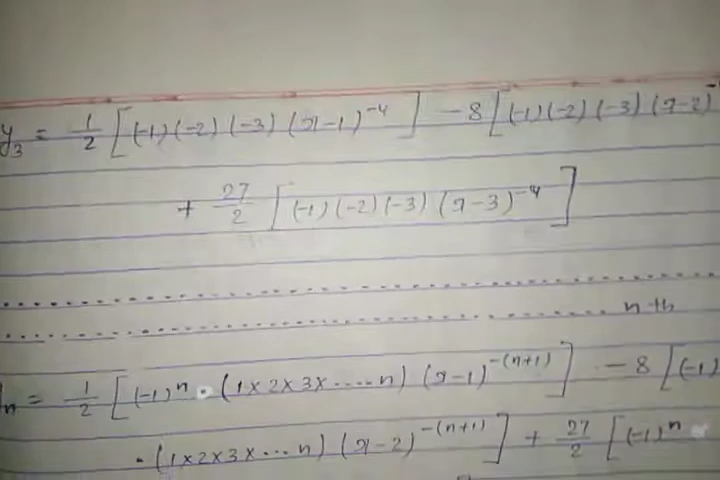 y₃ = 1/2 [(-1)(-2)(-3)(x-1)⁻⁴] - 8 [(-1)(-2)(-3)(x-2)⁻
+ 27/2 [(-1)(-2)(-3)(x-3)⁻⁴]
................................................
................................................ nth
n = 1/2 [(-1)ⁿ • (1×2×3×.....n)(x-1)⁻⁽ⁿ⁺¹⁾] - 8 [(-1)
• (1×2×3×...n)(x-2)⁻⁽ⁿ⁺¹⁾] + 27/2 [(-1)ⁿ